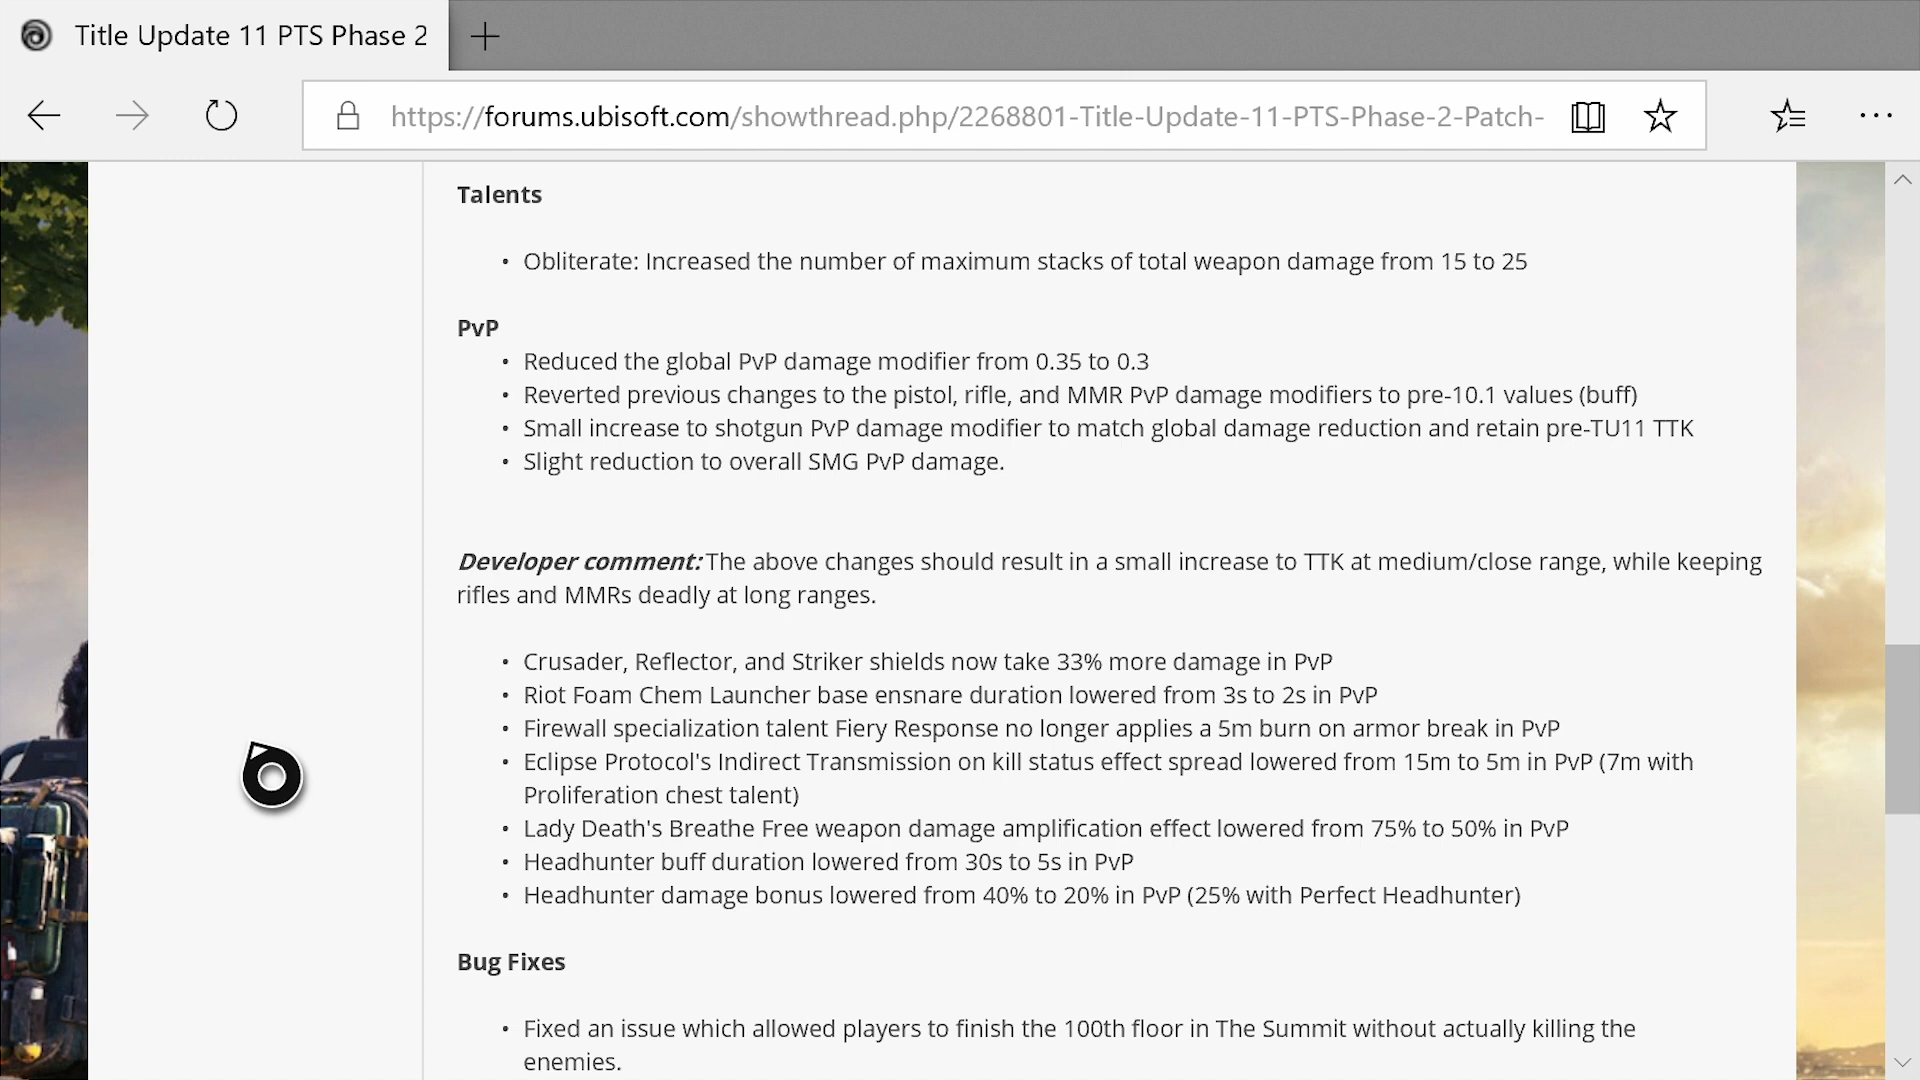 Title Update 11 PTS Phase 2
https://forums.ubisoft.com/showthread.php/2268801-Title-Update-11-PTS-Phase-2-Patch-
Talents
• Obliterate: Increased the number of maximum stacks of total weapon damage from 15 to 25
PvP
• Reduced the global PvP damage modifier from 0.35 to 0.3
• Reverted previous changes to the pistol, rifle, and MMR PvP damage modifiers to pre-10.1 values (buff)
• Small increase to shotgun PvP damage modifier to match global damage reduction and retain pre-TU11 TTK
• Slight reduction to overall SMG PvP damage.
Developer comment: The above changes should result in a small increase to TTK at medium/close range, while keeping
rifles and MMRs deadly at long ranges.
• Crusader, Reflector, and Striker shields now take 33% more damage in PvP
• Riot Foam Chem Launcher base ensnare duration lowered from 3s to 2s in PvP
• Firewall specialization talent Fiery Response no longer applies a 5m burn on armor break in PvP
• Eclipse Protocol's Indirect Transmission on kill status effect spread lowered from 15m to 5m in PvP (7m with
Proliferation chest talent)
• Lady Death's Breathe Free weapon damage amplification effect lowered from 75% to 50% in PvP
• Headhunter buff duration lowered from 30s to 5s in PvP
• Headhunter damage bonus lowered from 40% to 20% in PvP (25% with Perfect Headhunter)
Bug Fixes
• Fixed an issue which allowed players to finish the 100th floor in The Summit without actually killing the
enemies.